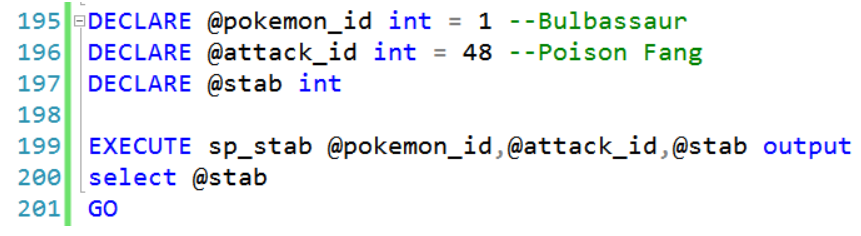 195 DECLARE @pokemon_id int = 1 --Bulbassaur
196 DECLARE @attack_id int = 48 --Poison Fang
197 DECLARE @stab int
198
199 EXECUTE sp_stab @pokemon_id,@attack_id,@stab output
200 select @stab
201 GO